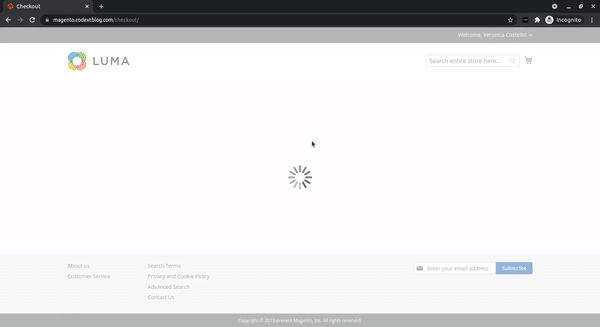 Checkout
magento.codextblog.com/checkout/
Incognito
Welcome, Veronica Costello!
LUMA
Search entire store here...
About us
Customer Service
Search Terms
Privacy and Cookie Policy
Advanced Search
Contact Us
Enter your email address
Subscribe
Copyright © 2013-present Magento, Inc. All rights reserved.